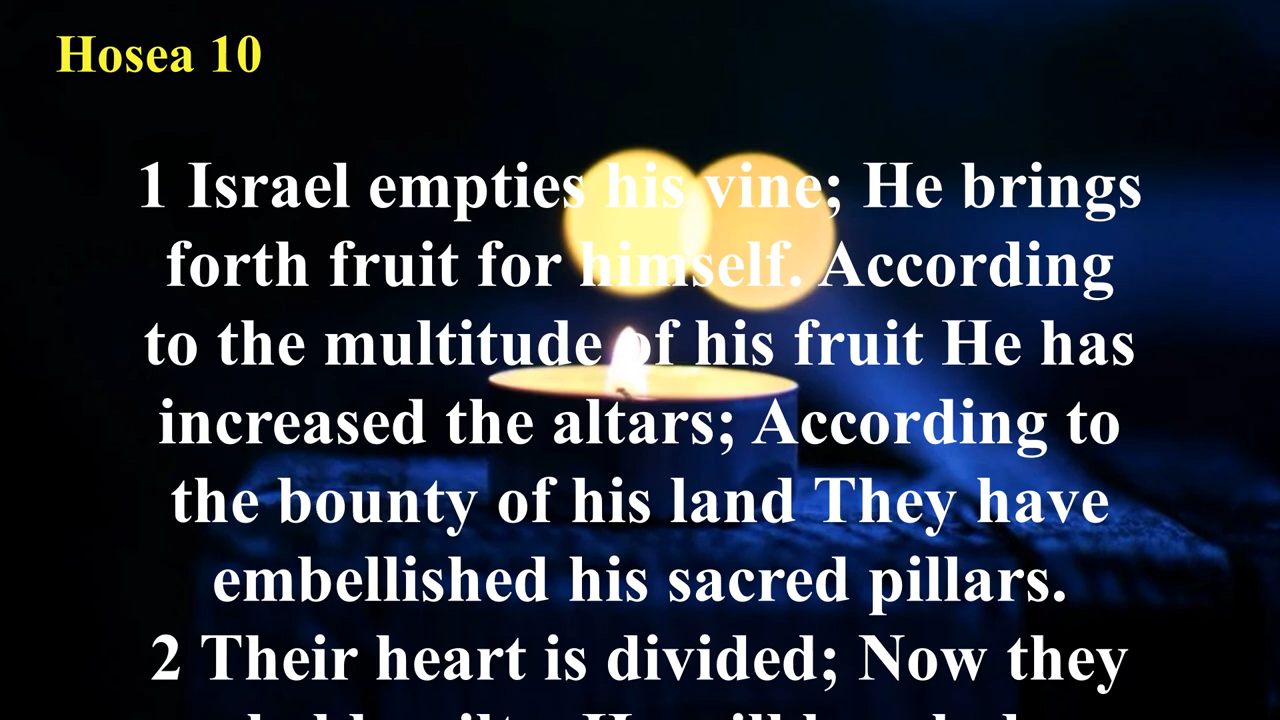 Hosea 10
1 Israel empties his vine; He brings
forth fruit for himself. According
to the multitude of his fruit He has
increased the altars; According to
the bounty of his land They have
embellished his sacred pillars.
2 Their heart is divided; Now they